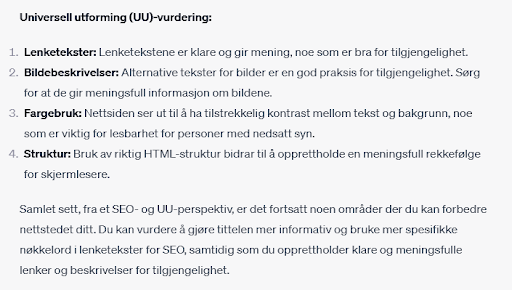 Universell utforming (UU)-vurdering:
1. Lenketekster: Lenketekstene er klare og gir mening, noe som er bra for tilgjengelighet.
2. Bildebeskrivelser: Alternative tekster for bilder er en god praksis for tilgjengelighet. Sørg
for at de gir meningsfull informasjon om bildene.
3. Fargebruk: Nettsiden ser ut til å ha tilstrekkelig kontrast mellom tekst og bakgrunn, noe
som er viktig for lesbarhet for personer med nedsatt syn.
4. Struktur: Bruk av riktig HTML-struktur bidrar til å opprettholde en meningsfull rekkefølge
for skjermlesere.
Samlet sett, fra et SEO- og UU-perspektiv, er det fortsatt noen områder der du kan forbedre
nettstedet ditt. Du kan vurdere å gjøre tittelen mer informativ og bruke mer spesifikke
nøkkelord i lenketekster for SEO, samtidig som du opprettholder klare og meningsfulle
lenker og beskrivelser for tilgjengelighet.